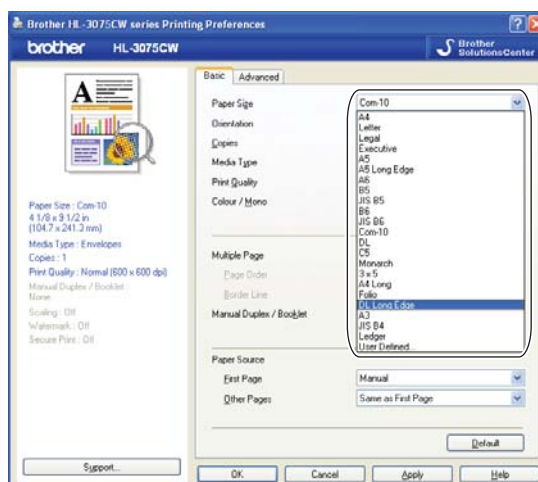 Brother HL-3075CW series Printing Preferences
brother HL-3075CW
Brother
SolutionsCenter
Paper Size : Com-10
4 1/8 x 9 1/2 in
(104.7 x 241.3 mm)
Media Type : Envelopes
Copies : 1
Print Quality : Normal (600 x 600 dpi)
Manual Duplex / Booklet :
None
Scaling : Off
Watermark : Off
Secure Print : Off
Support...
Basic Advanced
Paper Size
Orientation
Copies
Media Type
Print Quality
Colour / Mono
Multiple Page
Page Order
Border Line
Manual Duplex / Booklet
Com-10
A4
Letter
Legal
Executive
A5
A5 Long Edge
A6
B5
JIS B5
B6
JIS B6
Com-10
DL
C5
Monarch
3 x 5
A4 Long
Folio
DL Long Edge
A3
JIS B4
Ledger
User Defined...
Paper Source
First Page Manual
Other Pages Same as First Page
Default
OK Cancel Apply Help